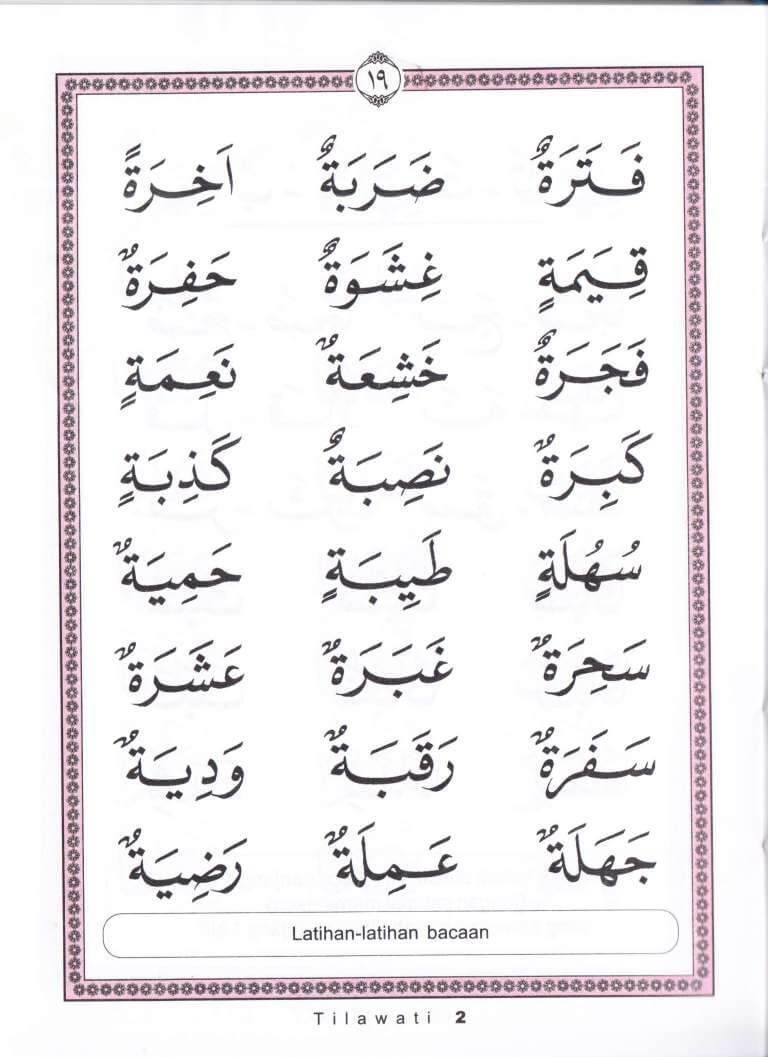 ١٩
فَتَرَةٌ ضَرَبَةٌ اَخِرَةً
قِيَمَةٍ غِشَوَةٌ حَفِرَةٌ
فَجَرَةٌ خَشِعَةٌ نَعِمَةٍ
كَبِرَةٌ نَصِبَةٌ كَذِبَةٍ
سُهُلَةٍ طَيِبَةٍ حَمِيَةٌ
سَحِرَةٌ غَبَرَةٌ عَشَرَةٌ
سَفَرَةٌ رَقَبَةٌ وَدِيَةٌ
جَهَلَةٌ عَمِلَةٌ رَضِيَةٌ
Latihan-latihan bacaan
Tilawati 2